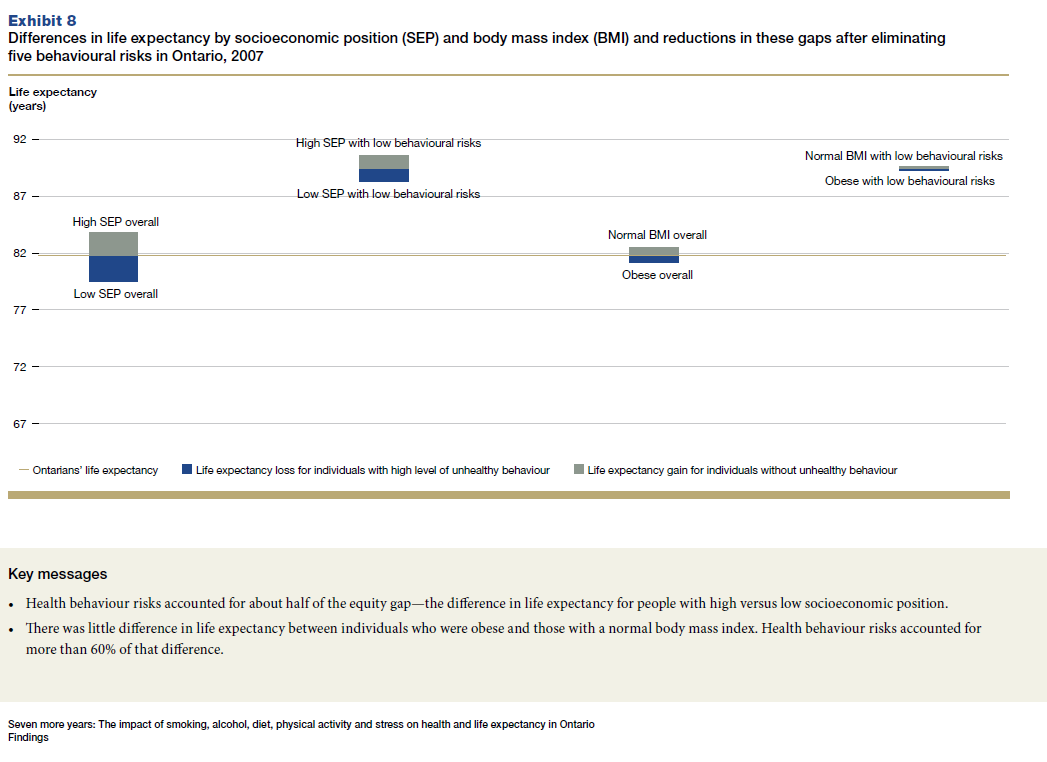 Exhibit 8
Differences in life expectancy by socioeconomic position (SEP) and body mass index (BMI) and reductions in these gaps after eliminating
five behavioural risks in Ontario, 2007
Life expectancy
(years)
92
High SEP with low behavioural risks
Normal BMI with low behavioural risks
Obese with low behavioural risks
Low SEP with low behavioural risks
87
High SEP overall
Normal BMI overall
82
Obese overall
Low SEP overall
77
72
67
Ontarians' life expectancy
Life expectancy loss for individuals with high level of unhealthy behaviour
Life expectancy gain for individuals without unhealthy behaviour
Key messages
• Health behaviour risks accounted for about half of the equity gap—the difference in life expectancy for people with high versus low socioeconomic position.
• There was little difference in life expectancy between individuals who were obese and those with a normal body mass index. Health behaviour risks accounted for
more than 60% of that difference.
Seven more years: The impact of smoking, alcohol, diet, physical activity and stress on health and life expectancy in Ontario
Findings